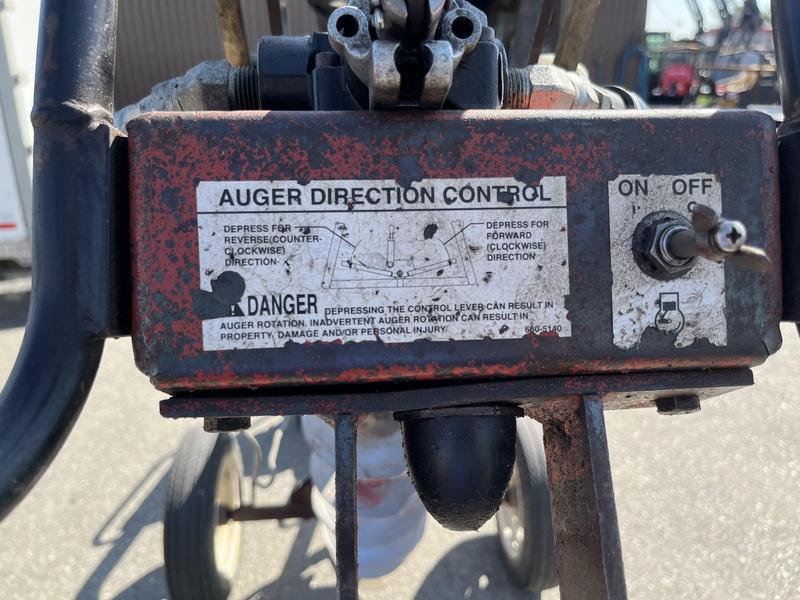 AUGER DIRECTION CONTROL
DEPRESS FOR
REVERSE(COUNTER-
CLOCKWISE)
DIRECTION
DEPRESS FOR
FORWARD
(CLOCKWISE)
DIRECTION
DANGER DEPRESSING THE CONTROL LEVER CAN RESULT IN
AUGER ROTATION. INADVERTENT AUGER ROTATION CAN RESULT IN
PROPERTY, DAMAGE AND/OR PERSONAL INJURY.
660-5140
ON OFF